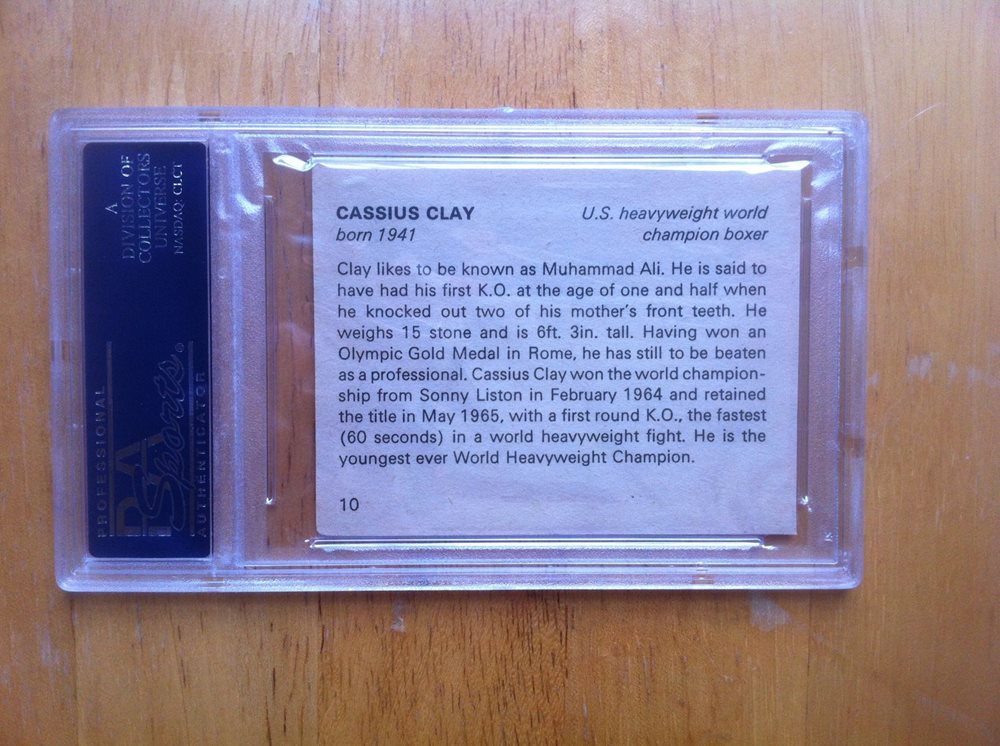 A
DIVISION OF
COLLECTORS
UNIVERSE
NASDAQ: CLCT
PROFESSIONAL
PSA
Sports®
AUTHENTICATOR
CASSIUS CLAY
born 1941
U.S. heavyweight world
champion boxer
Clay likes to be known as Muhammad Ali. He is said to
have had his first K.O. at the age of one and half when
he knocked out two of his mother's front teeth. He
weighs 15 stone and is 6ft. 3in. tall. Having won an
Olympic Gold Medal in Rome, he has still to be beaten
as a professional. Cassius Clay won the world champion-
ship from Sonny Liston in February 1964 and retained
the title in May 1965, with a first round K.O., the fastest
(60 seconds) in a world heavyweight fight. He is the
youngest ever World Heavyweight Champion.
10